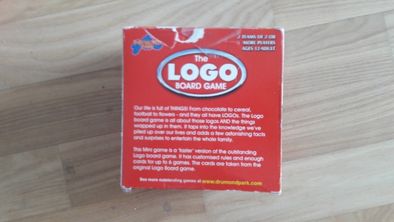 2 TEAMS OF 2 OR
MORE PLAYERS
AGES 12-ADULT
The
LOGO
BOARD GAME
Our life is full of THINGS! From chocolate to cereal,
football to flowers - and they all have LOGOs. The Logo
Board game is all about those logos AND the things
wrapped up in them. It taps into the knowledge we've
piled up over our lives and adds a few astonishing facts
and surprises to entertain the whole family.
This Mini game is a 'faster' version of the outstanding
Logo board game. It has customised rules and enough
cards for up to 6 games. The cards are taken from the
original Logo Board game.
See more outstanding games at www.drumondpark.com